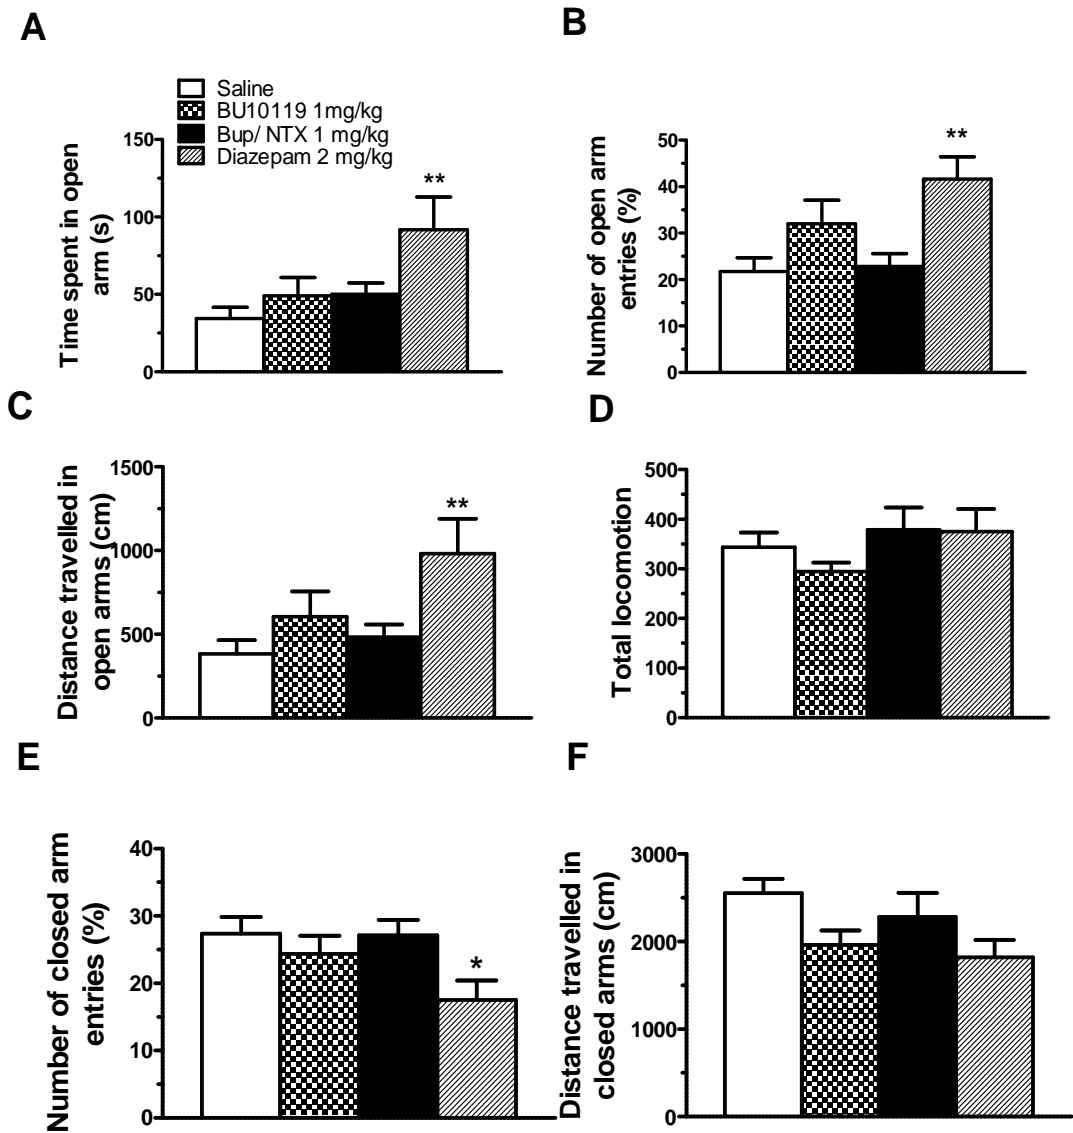 A
Saline
BU10119 1mg/kg
Bup/ NTX 1 mg/kg
Diazepam 2 mg/kg
Time spent in open
arm (s)
150
100
50
0
**
B
Number of open arm
entries (%)
50
40
30
20
10
0
**
C
Distance travelled in
open arms (cm)
1500
1000
500
0
**
D
Total locomotion
500
400
300
200
100
0
E
Number of closed arm
entries (%)
40
30
20
10
0
*
F
Distance travelled in
closed arms (cm)
3000
2000
1000
0